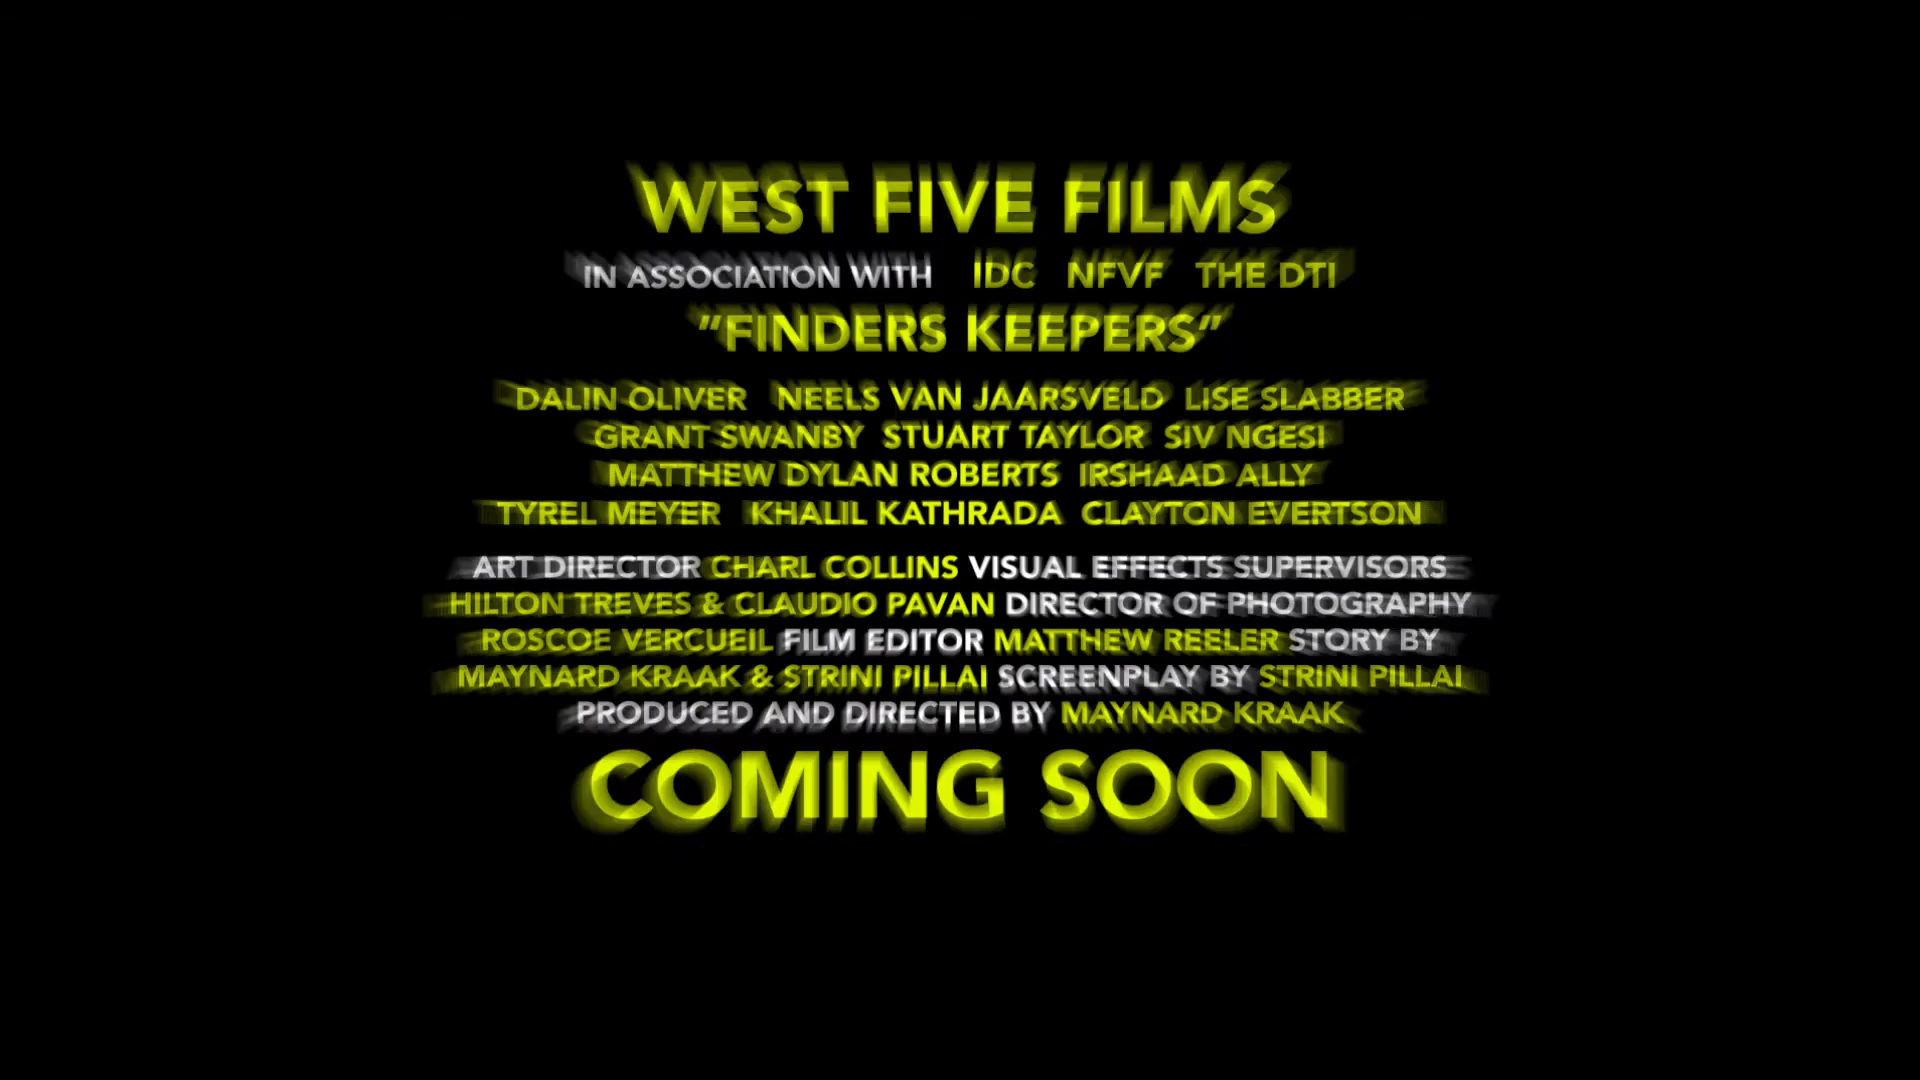 WEST FIVE FILMS
IN ASSOCIATION WITH IDC NFVF THE DTI
"FINDERS KEEPERS"
DALIN OLIVER NEELS VAN JAARSVELD LISE SLABBER
GRANT SWANBY STUART TAYLOR SIV NGESI
MATTHEW DYLAN ROBERTS IRSHAAD ALLY
TYREL MEYER KHALIL KATHRADA CLAYTON EVERTSON
ART DIRECTOR CHARL COLLINS VISUAL EFFECTS SUPERVISORS
HILTON TREVES & CLAUDIO PAVAN DIRECTOR OF PHOTOGRAPHY
ROSCOE VERCUEIL FILM EDITOR MATTHEW REELER STORY BY
MAYNARD KRAAK & STRINI PILLAI SCREENPLAY BY STRINI PILLAI
PRODUCED AND DIRECTED BY MAYNARD KRAAK
COMING SOON